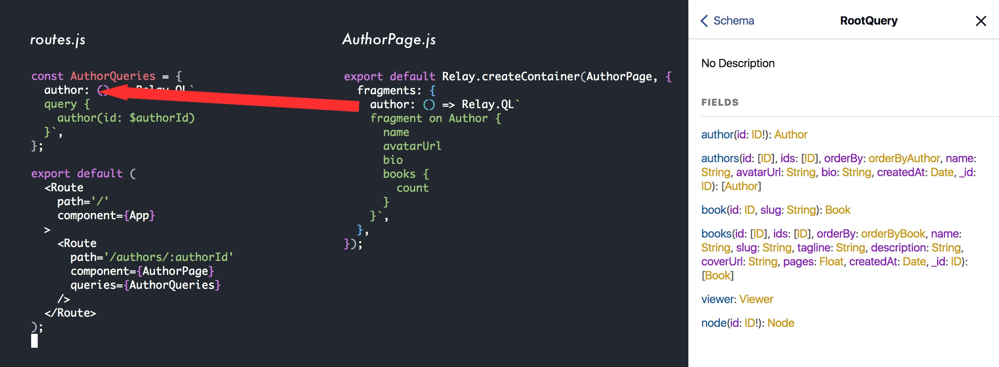 routes.js
const AuthorQueries = {
  author: () Relay.QL`
  query {
    author(id: $authorId)
  }`,
};
export default (
  <Route
    path='/'
    component={App}
  >
    <Route
      path='/authors/:authorId'
      component={AuthorPage}
      queries={AuthorQueries}
    />
  </Route>
);
AuthorPage.js
export default Relay.createContainer(AuthorPage, {
  fragments: {
    author: () => Relay.QL`
    fragment on Author {
      name
      avatarUrl
      bio
      books {
        count
      }
    }`,
  },
});
Schema
RootQuery
No Description
FIELDS
author(id: ID!): Author
authors(id: [ID], ids: [ID], orderBy: orderByAuthor, name:
String, avatarUrl: String, bio: String, createdAt: Date, _id:
ID): [Author]
book(id: ID, slug: String): Book
books(id: [ID], ids: [ID], orderBy: orderByBook, name:
String, slug: String, tagline: String, description: String,
coverUrl: String, pages: Float, createdAt: Date, _id: ID):
[Book]
viewer: Viewer
node(id: ID!): Node